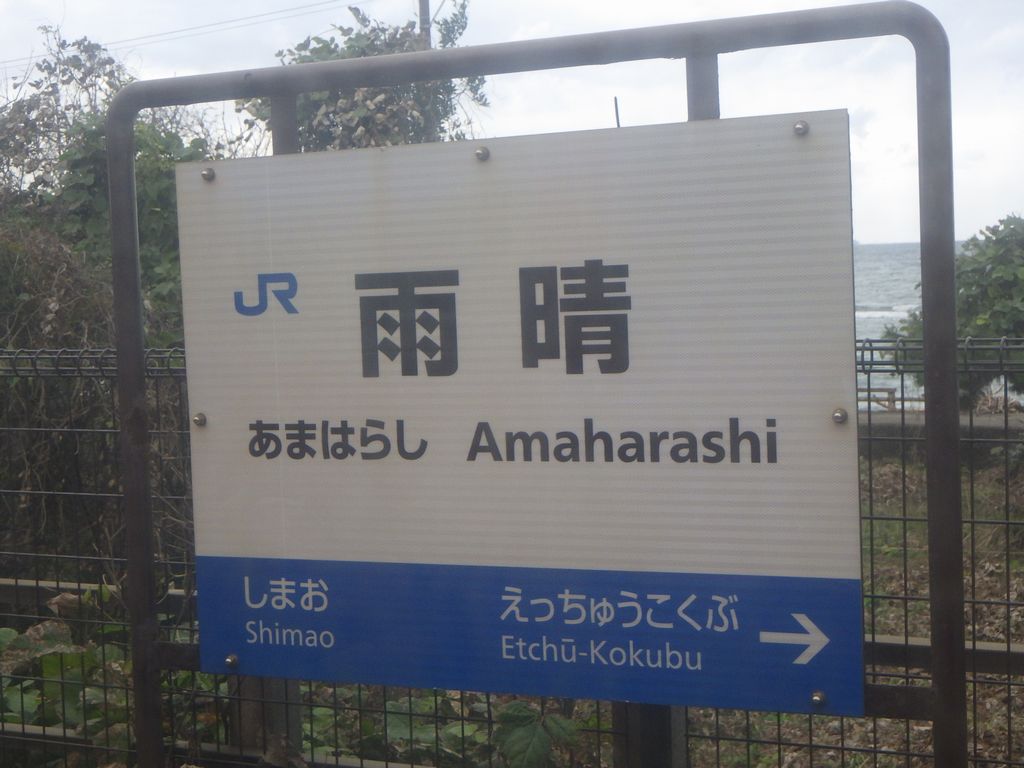 JR 雨晴
あまはらし Amaharashi
しまお えっちゅうこくぶ →
Shimao Etchū-Kokubu